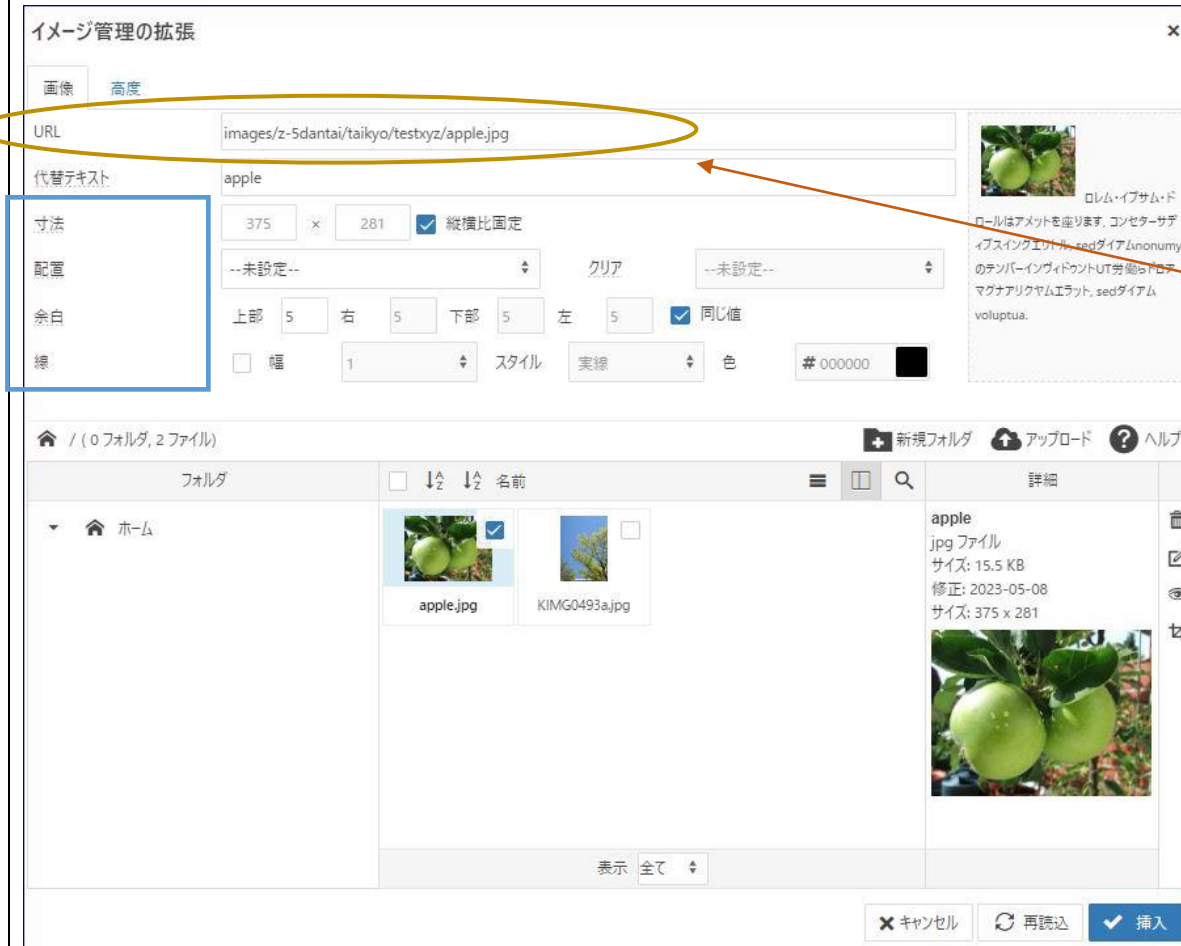 イメージ管理の拡張 ×
画像 高度
URL images/z-5dantai/taikyo/testxyz/apple.jpg
代替テキスト apple
寸法 375 × 281 縦横比固定
配置 --未設定-- クリア --未設定--
余白 上部 5 右 5 下部 5 左 5 同じ値
線 幅 1 スタイル 実線 色 # 000000
ロレム・イプサム・ド
ロールはアメットを座ります, コンセターサデ
ィプスイングエリトル, sedダイアムnonumy
のテンパーインヴィドゥントUT労働らドロア
マグナアリクヤムエラット, sedダイアム
voluptua.
/ ( 0 フォルダ, 2 ファイル) 新規フォルダ アップロード ? ヘルプ
フォルダ 名前 詳細
ホーム
apple.jpg KIMG0493a.jpg
apple
jpg ファイル
サイズ: 15.5 KB
修正: 2023-05-08
サイズ: 375 x 281
表示 全て
キャンセル 再読込 挿入